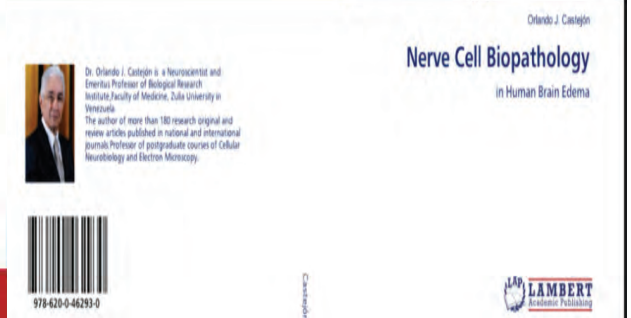 Dr. Orlando J. Castejón is a Neuroscientist and
Emeritus Professor of Biological Research
Institute,Faculty of Medicine, Zulia University in
Venezuela.
The author of more than 180 research original and
review articles published in national and international
journals.Professor of postgraduate courses of Cellular
Neurobiology and Electron Microscopy.
978-620-0-46293-0
Castejón
Orlando J. Castejón
Nerve Cell Biopathology
in Human Brain Edema
LAP LAMBERT
Academic Publishing